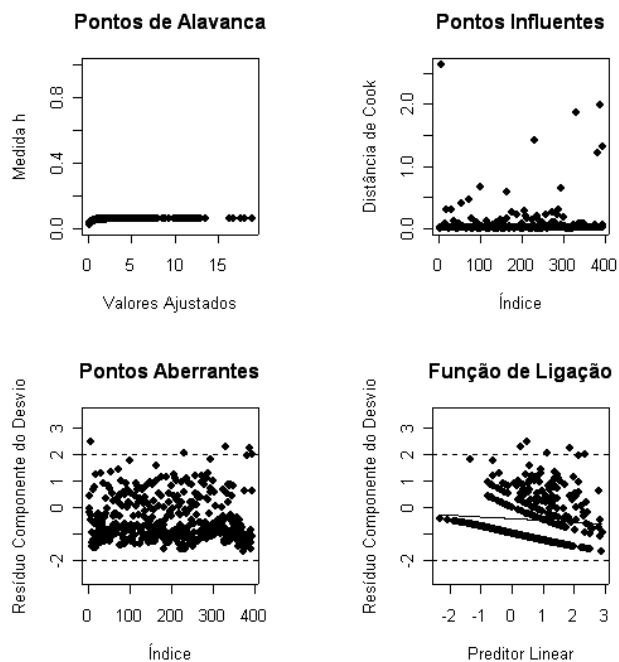 Pontos de Alavanca
Medida h
0.0 0.4 0.8
0 5 10 15
Valores Ajustados
Pontos Influentes
Distância de Cook
0.0 1.0 2.0
0 100 200 300 400
Índice
Pontos Aberrantes
Resíduo Componente do Desvio
-2 0 1 2 3
0 100 200 300 400
Índice
Função de Ligação
Resíduo Componente do Desvio
-2 0 1 2 3
-2 -1 0 1 2 3
Preditor Linear